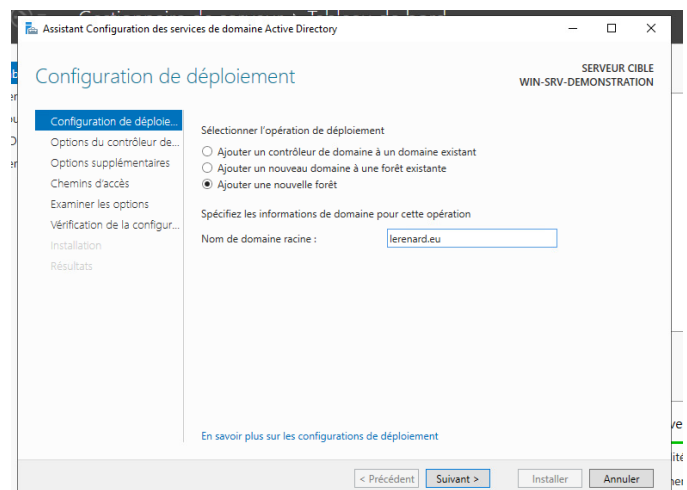 Assistant Configuration des services de domaine Active Directory
Configuration de déploiement
SERVEUR CIBLE
WIN-SRV-DEMONSTRATION
Configuration de déploie...
Options du contrôleur de...
Options supplémentaires
Chemins d'accès
Examiner les options
Vérification de la configur...
Installation
Résultats
Sélectionner l'opération de déploiement
Ajouter un contrôleur de domaine à un domaine existant
Ajouter un nouveau domaine à une forêt existante
Ajouter une nouvelle forêt
Spécifiez les informations de domaine pour cette opération
Nom de domaine racine : lerenard.eu
En savoir plus sur les configurations de déploiement
< Précédent Suivant > Installer Annuler